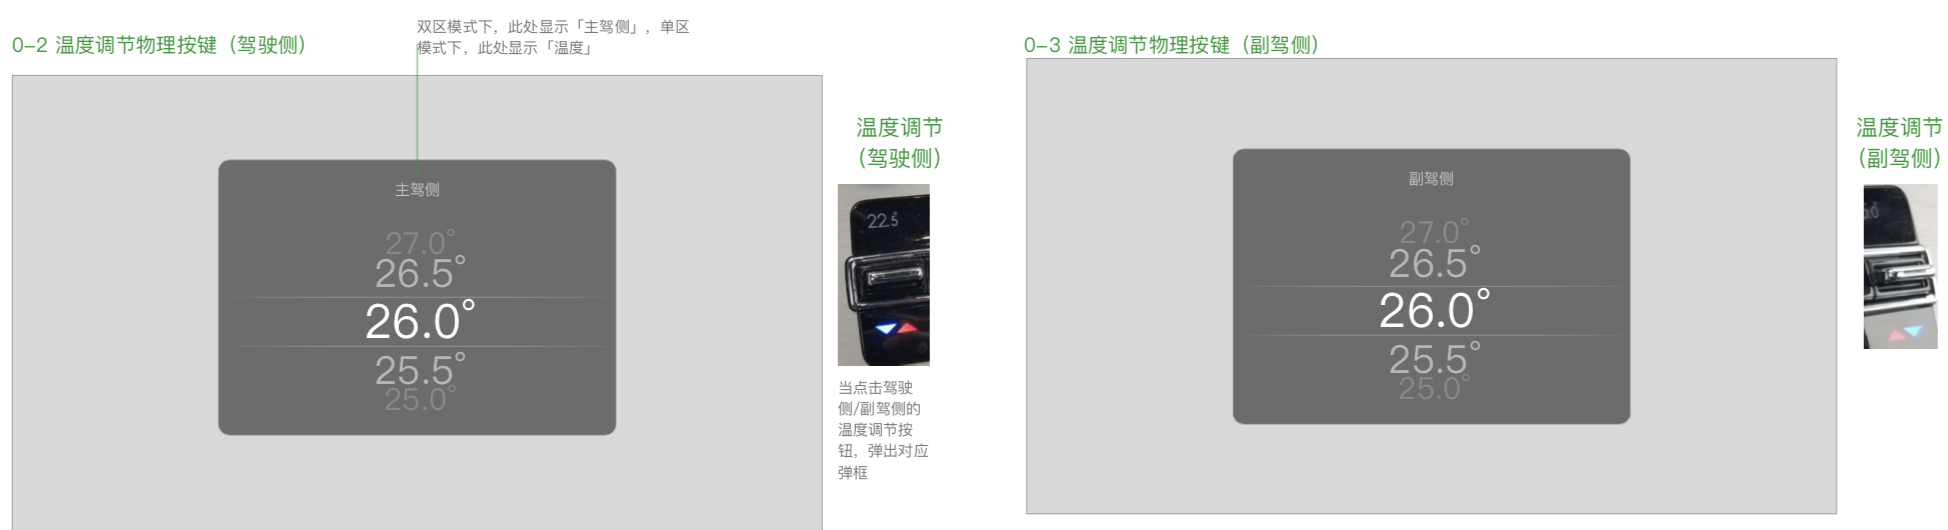 双区模式下，此处显示「主驾侧」，单区
模式下，此处显示「温度」
0-2 温度调节物理按键（驾驶侧）
主驾侧
27.0°
26.5°
26.0°
25.5°
25.0°
温度调节
（驾驶侧）
22.5
当点击驾驶
侧/副驾侧的
温度调节按
钮，弹出对应
弹框
0-3 温度调节物理按键（副驾侧）
副驾侧
27.0°
26.5°
26.0°
25.5°
25.0°
温度调节
（副驾侧）